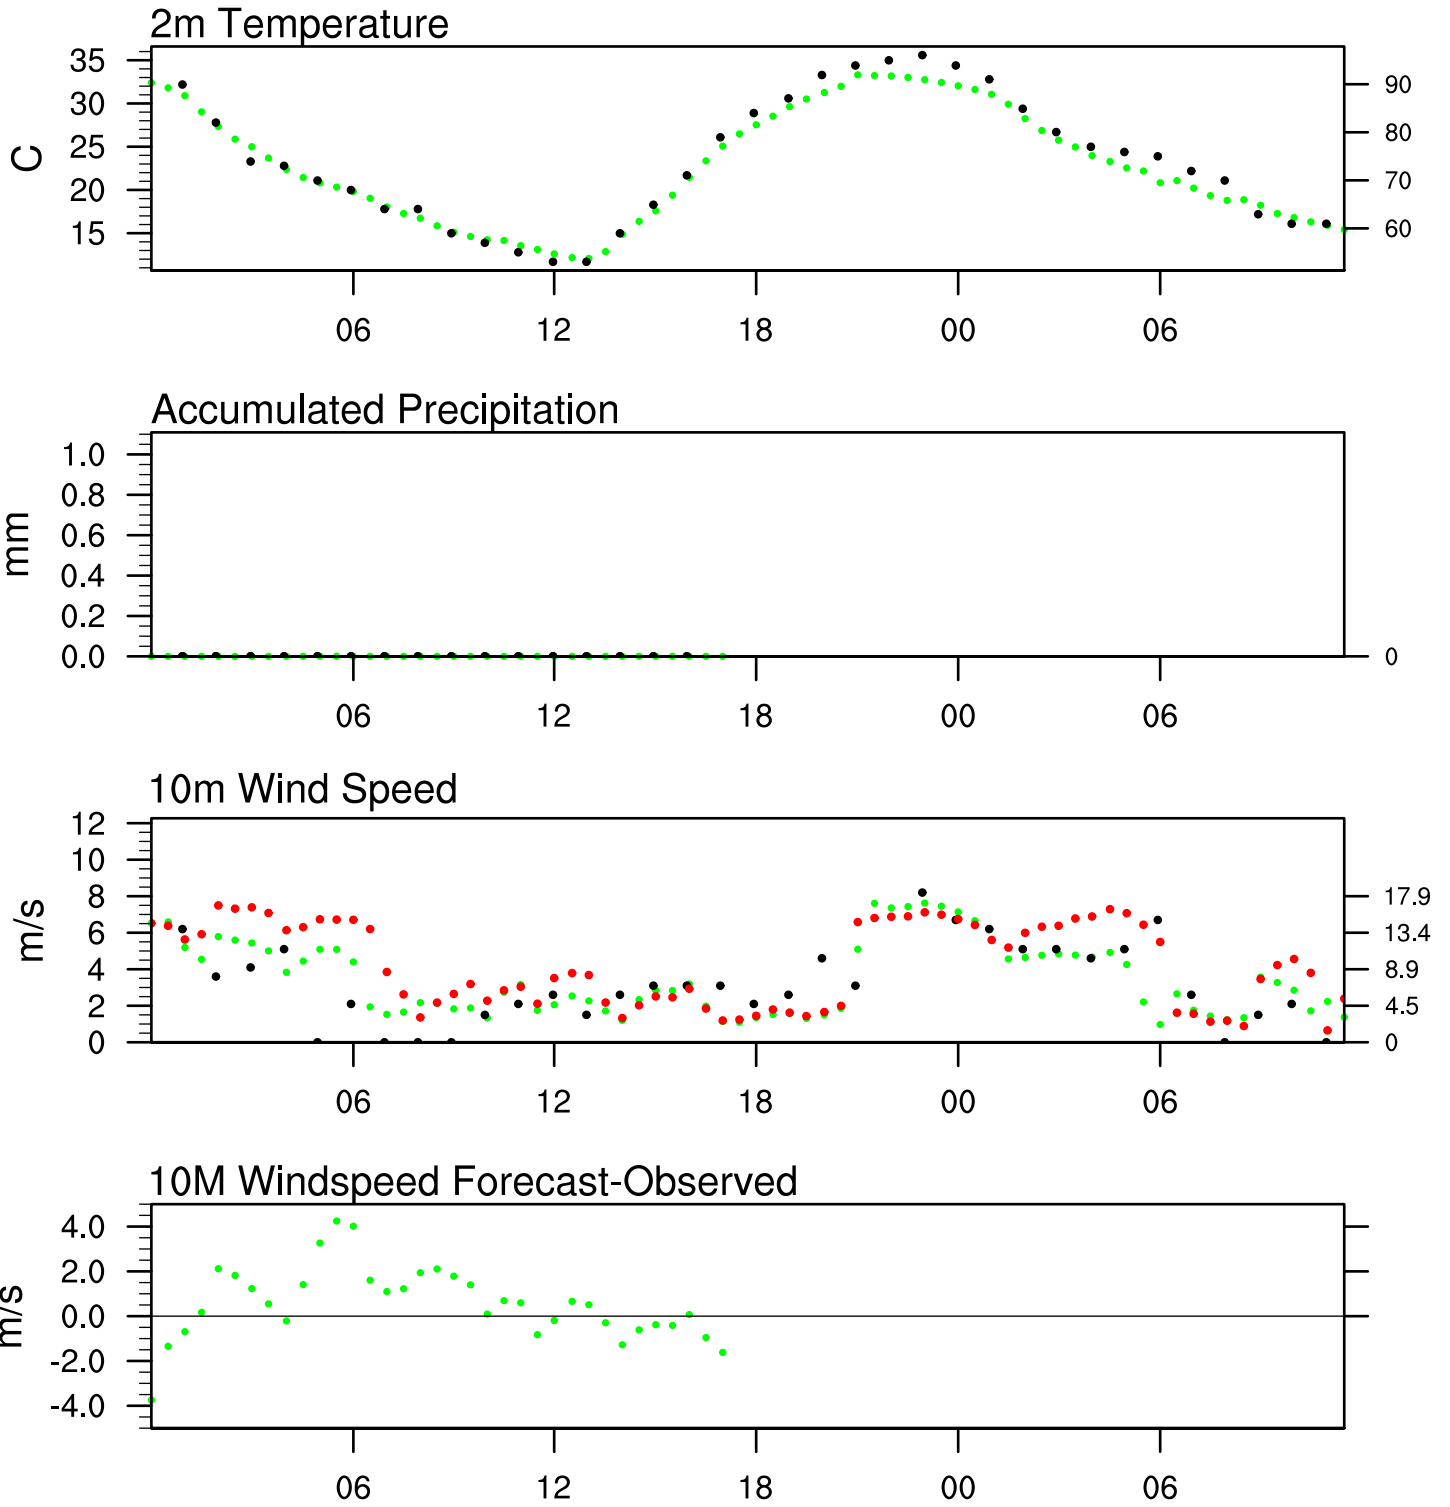 2m Temperature
35
30
25
20
15
C
90
80
70
60
06 12 18 00 06
Accumulated Precipitation
1.0
0.8
0.6
0.4
0.2
0.0
mm
0
06 12 18 00 06
10m Wind Speed
12
10
8
6
4
2
0
m/s
17.9
13.4
8.9
4.5
0
06 12 18 00 06
10M Windspeed Forecast-Observed
4.0
2.0
0.0
-2.0
-4.0
m/s
06 12 18 00 06